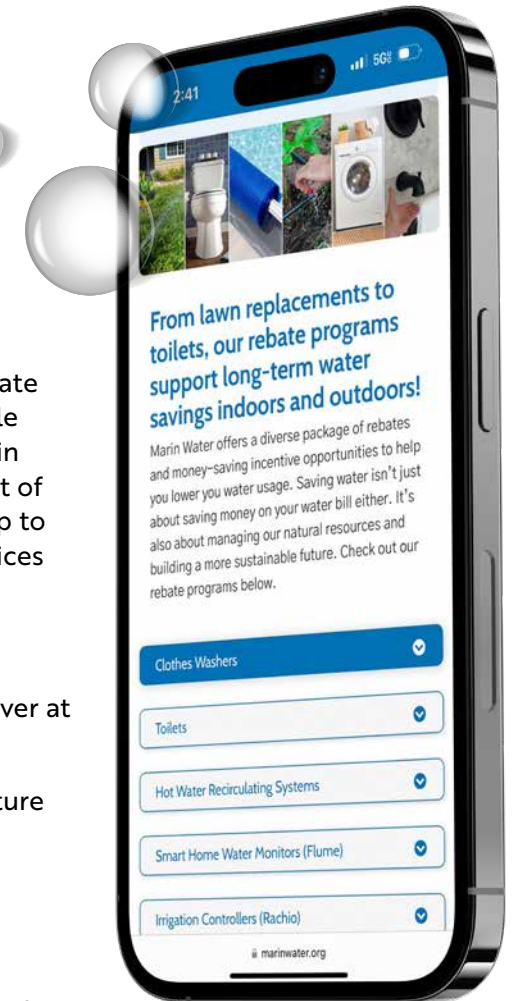 2:41
5G
From lawn replacements to
toilets, our rebate programs
support long-term water
savings indoors and outdoors!
Marin Water offers a diverse package of rebates
and money-saving incentive opportunities to help
you lower you water usage. Saving water isn't just
about saving money on your water bill either. It's
also about managing our natural resources and
building a more sustainable future. Check out our
rebate programs below.
Clothes Washers
Toilets
Hot Water Recirculating Systems
Smart Home Water Monitors (Flume)
Irrigation Controllers (Rachio)
marinwater.org
ate
le
in
t of
p to
ices
ver at
ture